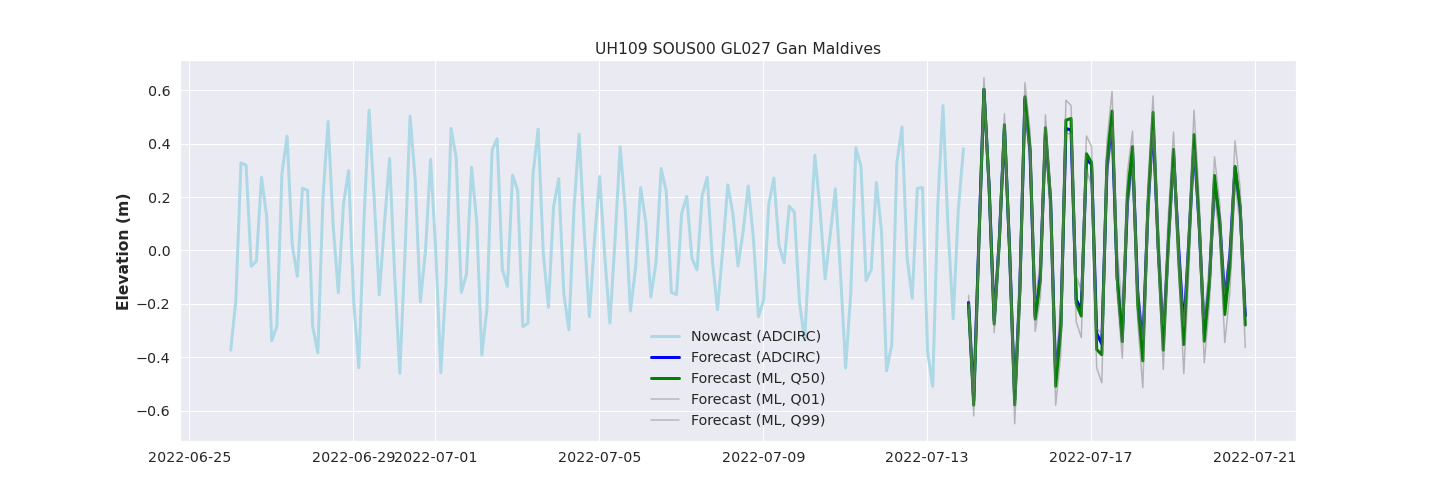 UH109 SOUS00 GL027 Gan Maldives
Elevation (m)
0.6
0.4
0.2
0.0
−0.2
−0.4
−0.6
Nowcast (ADCIRC)
Forecast (ADCIRC)
Forecast (ML, Q50)
Forecast (ML, Q01)
Forecast (ML, Q99)
2022-06-25 2022-06-29 2022-07-01 2022-07-05 2022-07-09 2022-07-13 2022-07-17 2022-07-21